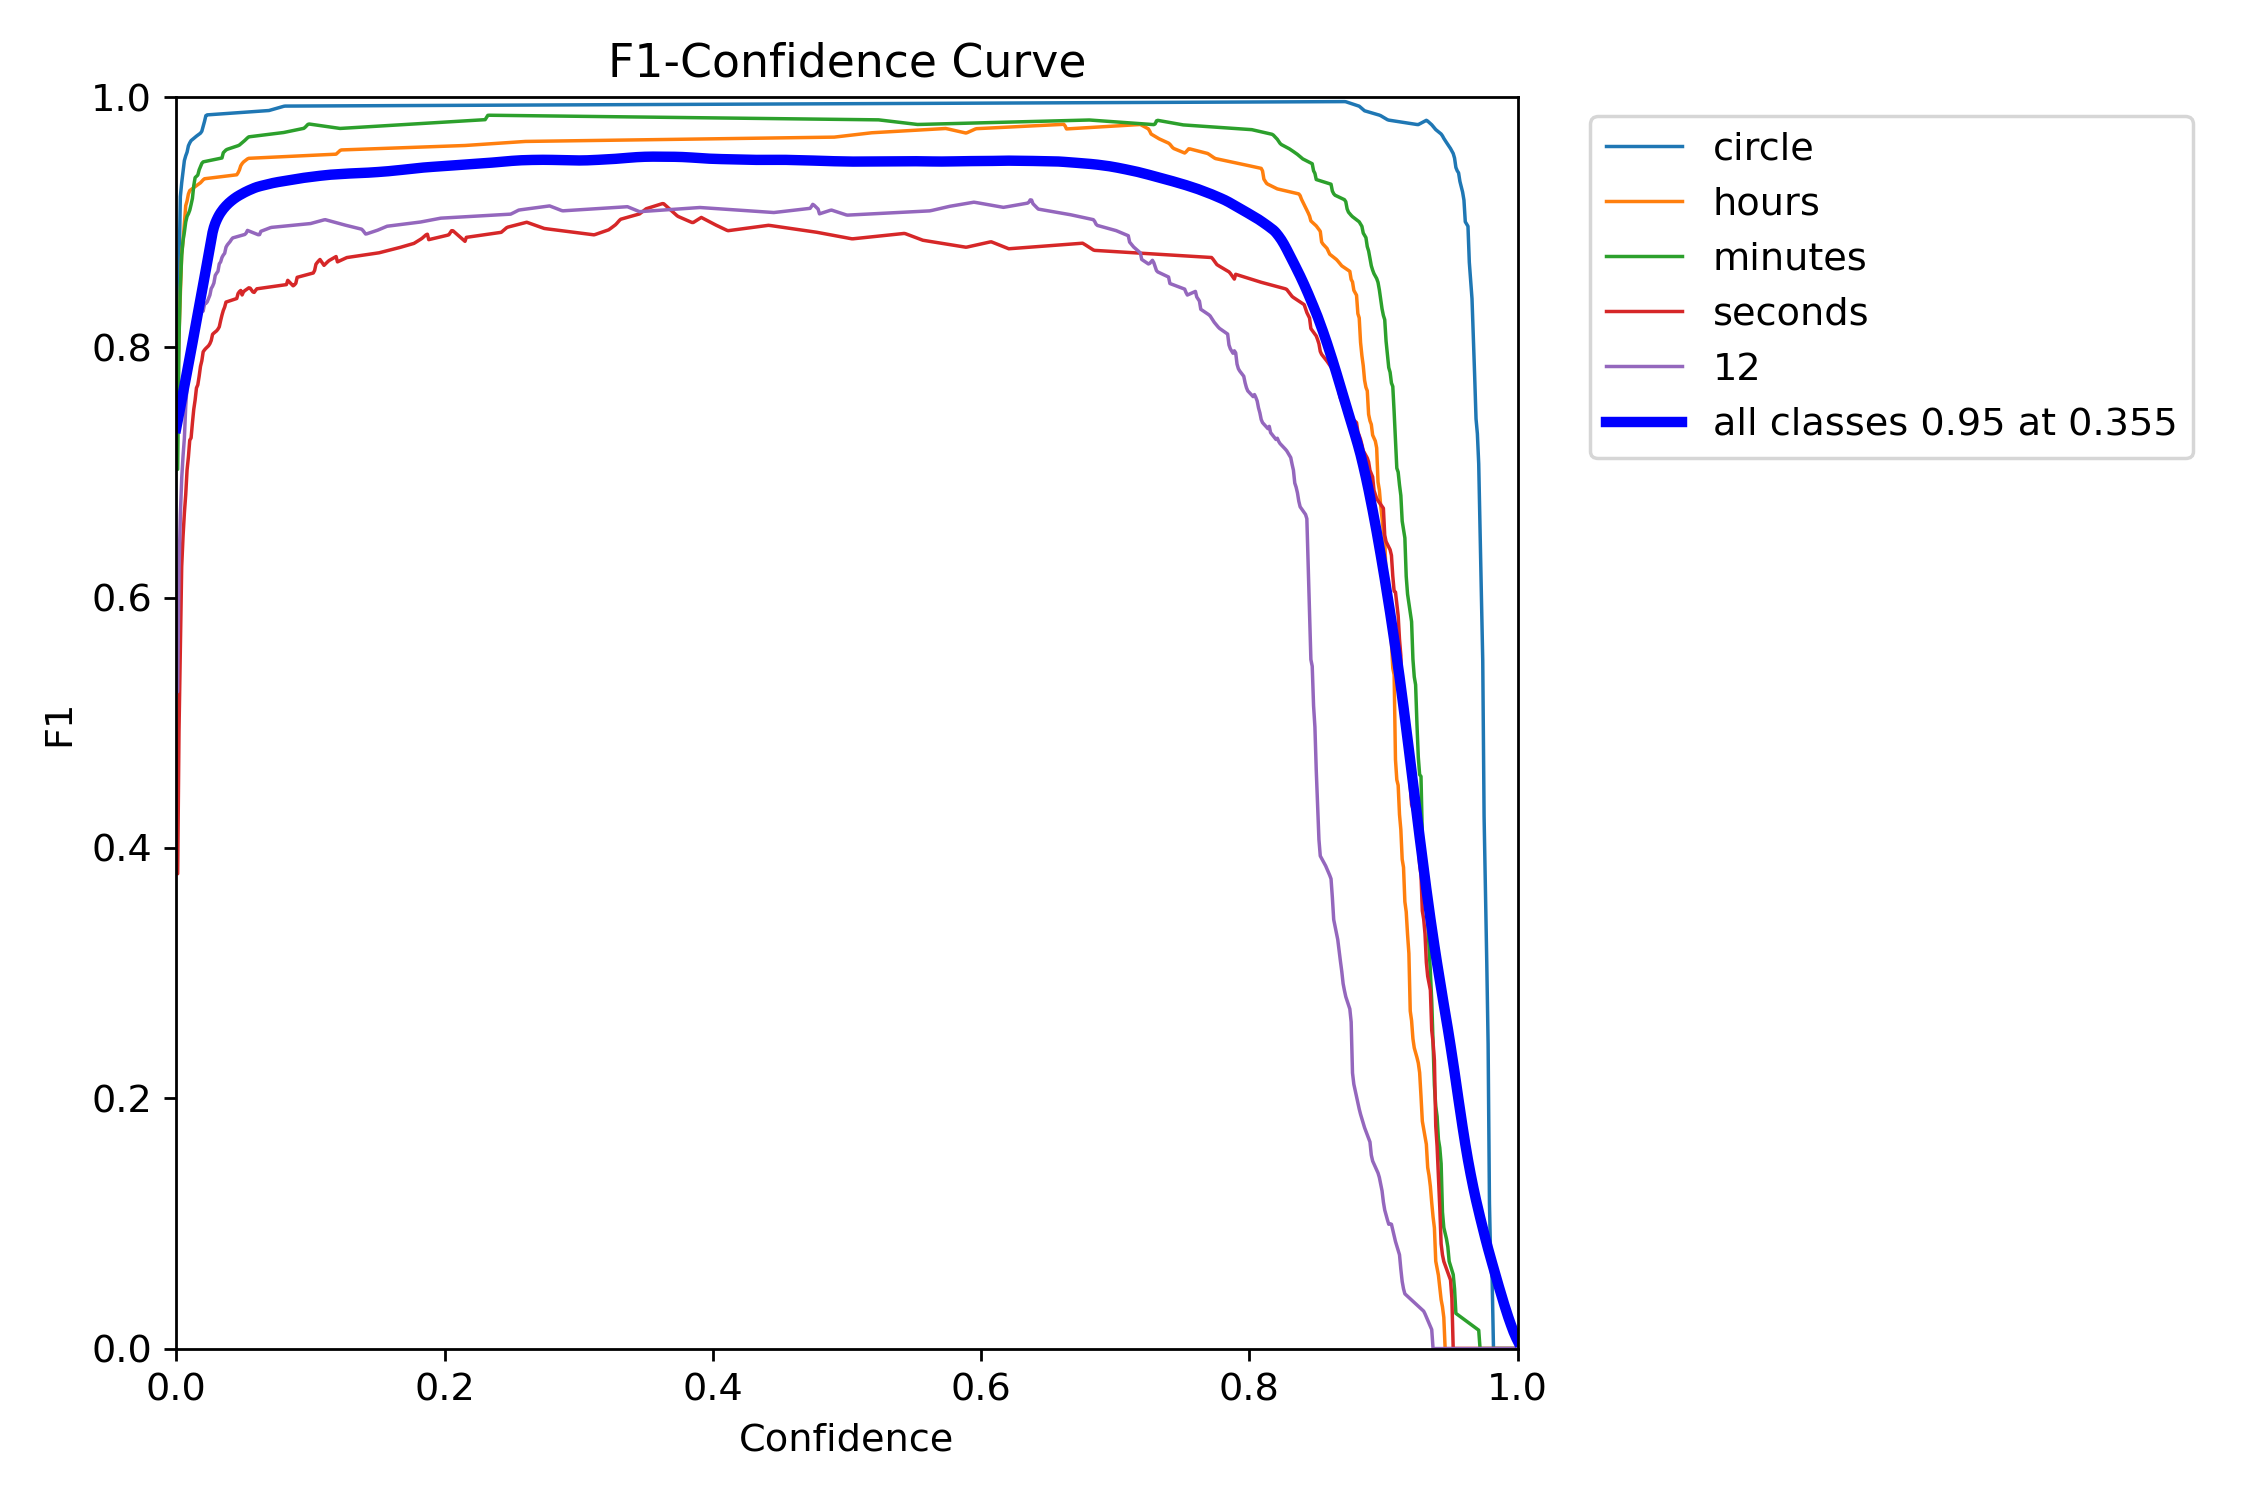 F1-Confidence Curve
1.0
0.8
0.6
0.4
0.2
0.0
F1
0.0 0.2 0.4 0.6 0.8 1.0
Confidence
circle
hours
minutes
seconds
12
all classes 0.95 at 0.355